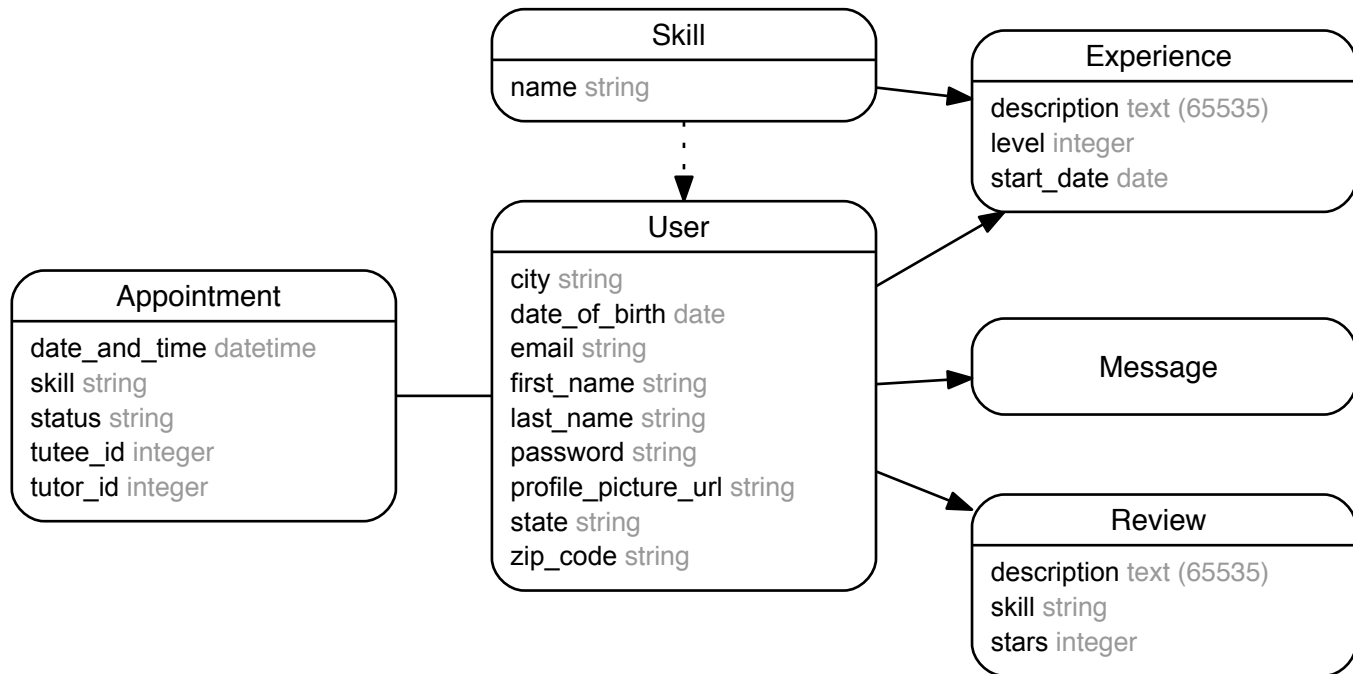 Skill
name string
Experience
description text (65535)
level integer
start_date date
User
city string
date_of_birth date
email string
first_name string
last_name string
password string
profile_picture_url string
state string
zip_code string
Appointment
date_and_time datetime
skill string
status string
tutee_id integer
tutor_id integer
Message
Review
description text (65535)
skill string
stars integer